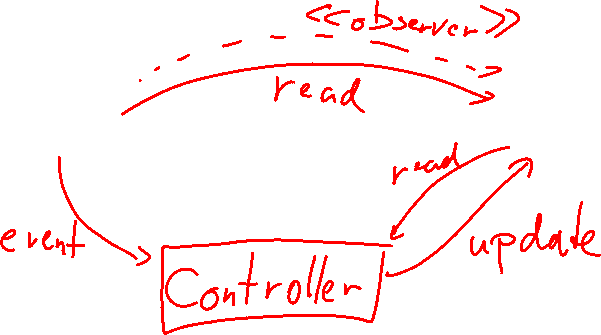 <<observer>>
read
read
event
update
Controller